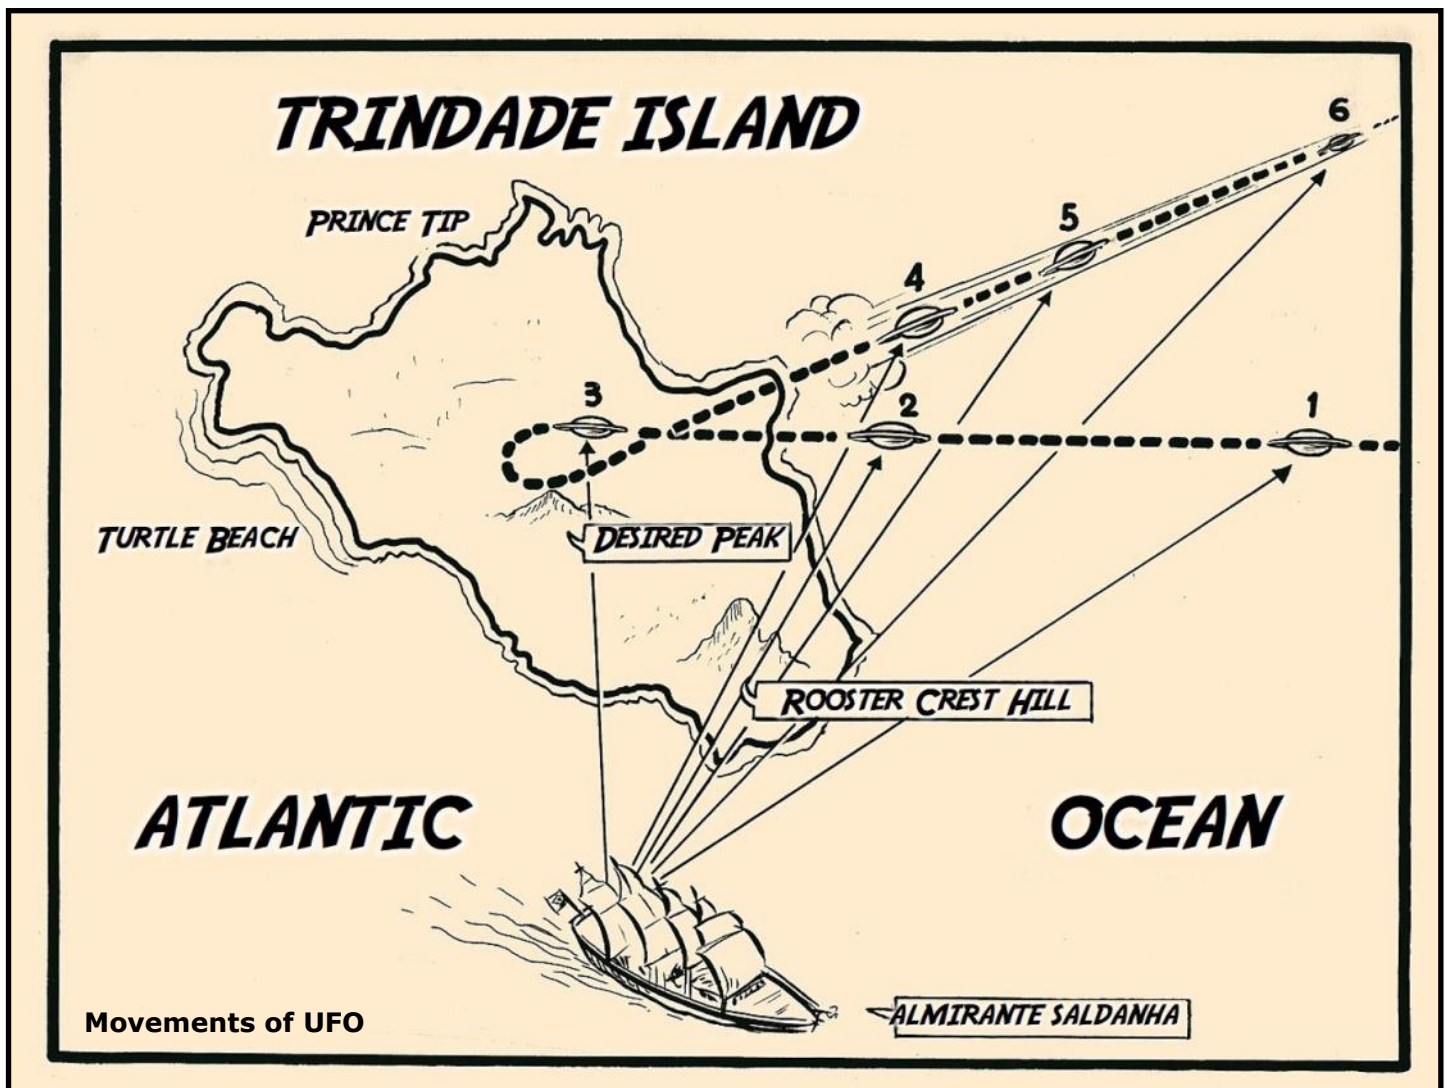 TRINDADE ISLAND
6
PRINCE TIP
5
4
3
2
1
TURTLE BEACH
DESIRED PEAK
ROOSTER CREST HILL
ATLANTIC
OCEAN
ALMIRANTE SALDANHA
Movements of UFO